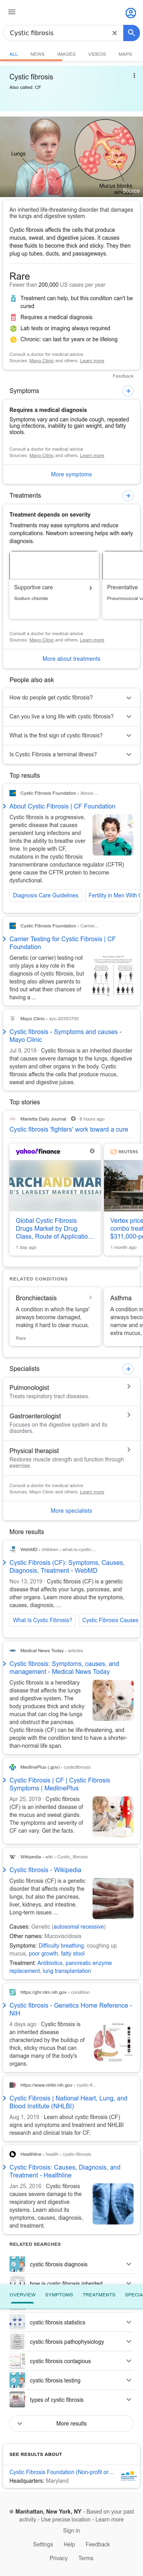 Cystic fibrosis
ALL NEWS IMAGES VIDEOS MAPS
Cystic fibrosis
Also called: CF
Lungs
Mucus blocks
Source
An inherited life-threatening disorder that damages
the lungs and digestive system.
Cystic fibrosis affects the cells that produce
mucus, sweat, and digestive juices. It causes
these fluids to become thick and sticky. They then
plug up tubes, ducts, and passageways.
Rare
Fewer than 200,000 US cases per year
Treatment can help, but this condition can't be
cured
Requires a medical diagnosis
Lab tests or imaging always required
Chronic: can last for years or be lifelong
Consult a doctor for medical advice
Sources: Mayo Clinic and others. Learn more
Feedback
Symptoms
Requires a medical diagnosis
Symptoms vary and can include cough, repeated
lung infections, inability to gain weight, and fatty
stools.
Consult a doctor for medical advice
Sources: Mayo Clinic and others. Learn more
More symptoms
Treatments
Treatment depends on severity
Treatments may ease symptoms and reduce
complications. Newborn screening helps with early
diagnosis.
Supportive care
Sodium chloride
Preventative
Pneumococcal va
Consult a doctor for medical advice
Sources: Mayo Clinic and others. Learn more
More about treatments
People also ask
How do people get cystic fibrosis?
Can you live a long life with cystic fibrosis?
What is the first sign of cystic fibrosis?
Is Cystic Fibrosis a terminal illness?
Top results
Cystic Fibrosis Foundation › About-...
About Cystic Fibrosis | CF Foundation
Cystic fibrosis is a progressive,
genetic disease that causes
persistent lung infections and
limits the ability to breathe over
time. In people with CF,
mutations in the cystic fibrosis
transmembrane conductance regulator (CFTR)
gene cause the CFTR protein to become
dysfunctional.
Diagnosis Care Guidelines
Fertility in Men With
Cystic Fibrosis Foundation › Carrier...
Carrier Testing for Cystic Fibrosis | CF
Foundation
Genetic (or carrier) testing not
only plays a key role in the
diagnosis of cystic fibrosis, but
testing also allows parents to
find out what their chances of
having a ...
Mayo Clinic › syc-20353700
Cystic fibrosis - Symptoms and causes -
Mayo Clinic
Jul 9, 2019 · Cystic fibrosis is an inherited disorder
that causes severe damage to the lungs, digestive
system and other organs in the body. Cystic
fibrosis affects the cells that produce mucus,
sweat and digestive juices.
Top stories
Marietta Daily Journal 6 hours ago
Cystic fibrosis 'fighters' work toward a cure
yahoo/finance
ARCHANDMAR
D'S LARGEST MARKET RESEARC
Global Cystic Fibrosis
Drugs Market by Drug
Class, Route of Applicatio...
1 day ago
REUTERS
Vertex price
combo treat
$311,000-p
1 month ago
RELATED CONDITIONS
Bronchiectasis
A condition in which the lungs'
airways become damaged,
making it hard to clear mucus.
Rare
Asthma
A condition in
airways becom
narrow and
extra mucus,
Specialists
Pulmonologist
Treats respiratory tract diseases.
Gastroenterologist
Focuses on the digestive system and its
disorders.
Physical therapist
Restores muscle strength and function through
exercise.
Consult a doctor for medical advice
Sources: Mayo Clinic and others. Learn more
More specialists
More results
WebMD › children › what-is-cystic-...
Cystic Fibrosis (CF): Symptoms, Causes,
Diagnosis, Treatment - WebMD
Nov 13, 2019 · Cystic fibrosis (CF) is a genetic
disease that affects your lungs, pancreas, and
other organs. Learn more about the symptoms,
causes, diagnosis, ...
What Is Cystic Fibrosis?
Cystic Fibrosis Causes
Medical News Today › articles
Cystic fibrosis: Symptoms, causes, and
management - Medical News Today
Cystic fibrosis is a hereditary
disease that affects the lungs
and digestive system. The
body produces thick and sticky
mucus that can clog the lungs
and obstruct the pancreas.
Cystic fibrosis (CF) can be life-threatening, and
people with the condition tend to have a shorter-
than-normal life span.
MedlinePlus (.gov) › cysticfibrosis
Cystic Fibrosis | CF | Cystic Fibrosis
Symptoms | MedlinePlus
Apr 25, 2019 · Cystic fibrosis
(CF) is an inherited disease of
the mucus and sweat glands.
The symptoms and severity of
CF can vary. Get the facts.
Wikipedia › wiki › Cystic_fibrosis
Cystic fibrosis - Wikipedia
Cystic fibrosis (CF) is a genetic
disorder that affects mostly the
lungs, but also the pancreas,
liver, kidneys, and intestine.
Long-term issues ...
Causes: Genetic (autosomal recessive)
Other names: Mucoviscidosis
Symptoms: Difficulty breathing, coughing up
mucus, poor growth, fatty stool
Treatment: Antibiotics, pancreatic enzyme
replacement, lung transplantation
https://ghr.nlm.nih.gov › condition
Cystic fibrosis - Genetics Home Reference -
NIH
4 days ago · Cystic fibrosis is
an inherited disease
characterized by the buildup of
thick, sticky mucus that can
damage many of the body's
organs.
https://www.nhlbi.nih.gov › cystic-fi...
Cystic Fibrosis | National Heart, Lung, and
Blood Institute (NHLBI)
Aug 1, 2019 · Learn about cystic fibrosis (CF)
signs and symptoms and treatment and NHLBI
research and clinical trials for CF.
Healthline › health › cystic-fibrosis
Cystic Fibrosis: Causes, Diagnosis, and
Treatment - Healthline
Jan 25, 2016 · Cystic fibrosis
causes severe damage to the
respiratory and digestive
systems. Learn about its
symptoms, causes, diagnosis,
and treatment.
RELATED SEARCHES
cystic fibrosis diagnosis
how is cystic fibrosis inherited
OVERVIEW SYMPTOMS TREATMENTS SPECIA
cystic fibrosis statistics
cystic fibrosis pathophysiology
cystic fibrosis contagious
cystic fibrosis testing
types of cystic fibrosis
More results
SEE RESULTS ABOUT
Cystic Fibrosis Foundation (Non-profit or ...
Headquarters: Maryland
Manhattan, New York, NY - Based on your past
activity - Use precise location - Learn more
Sign in
Settings Help Feedback
Privacy Terms